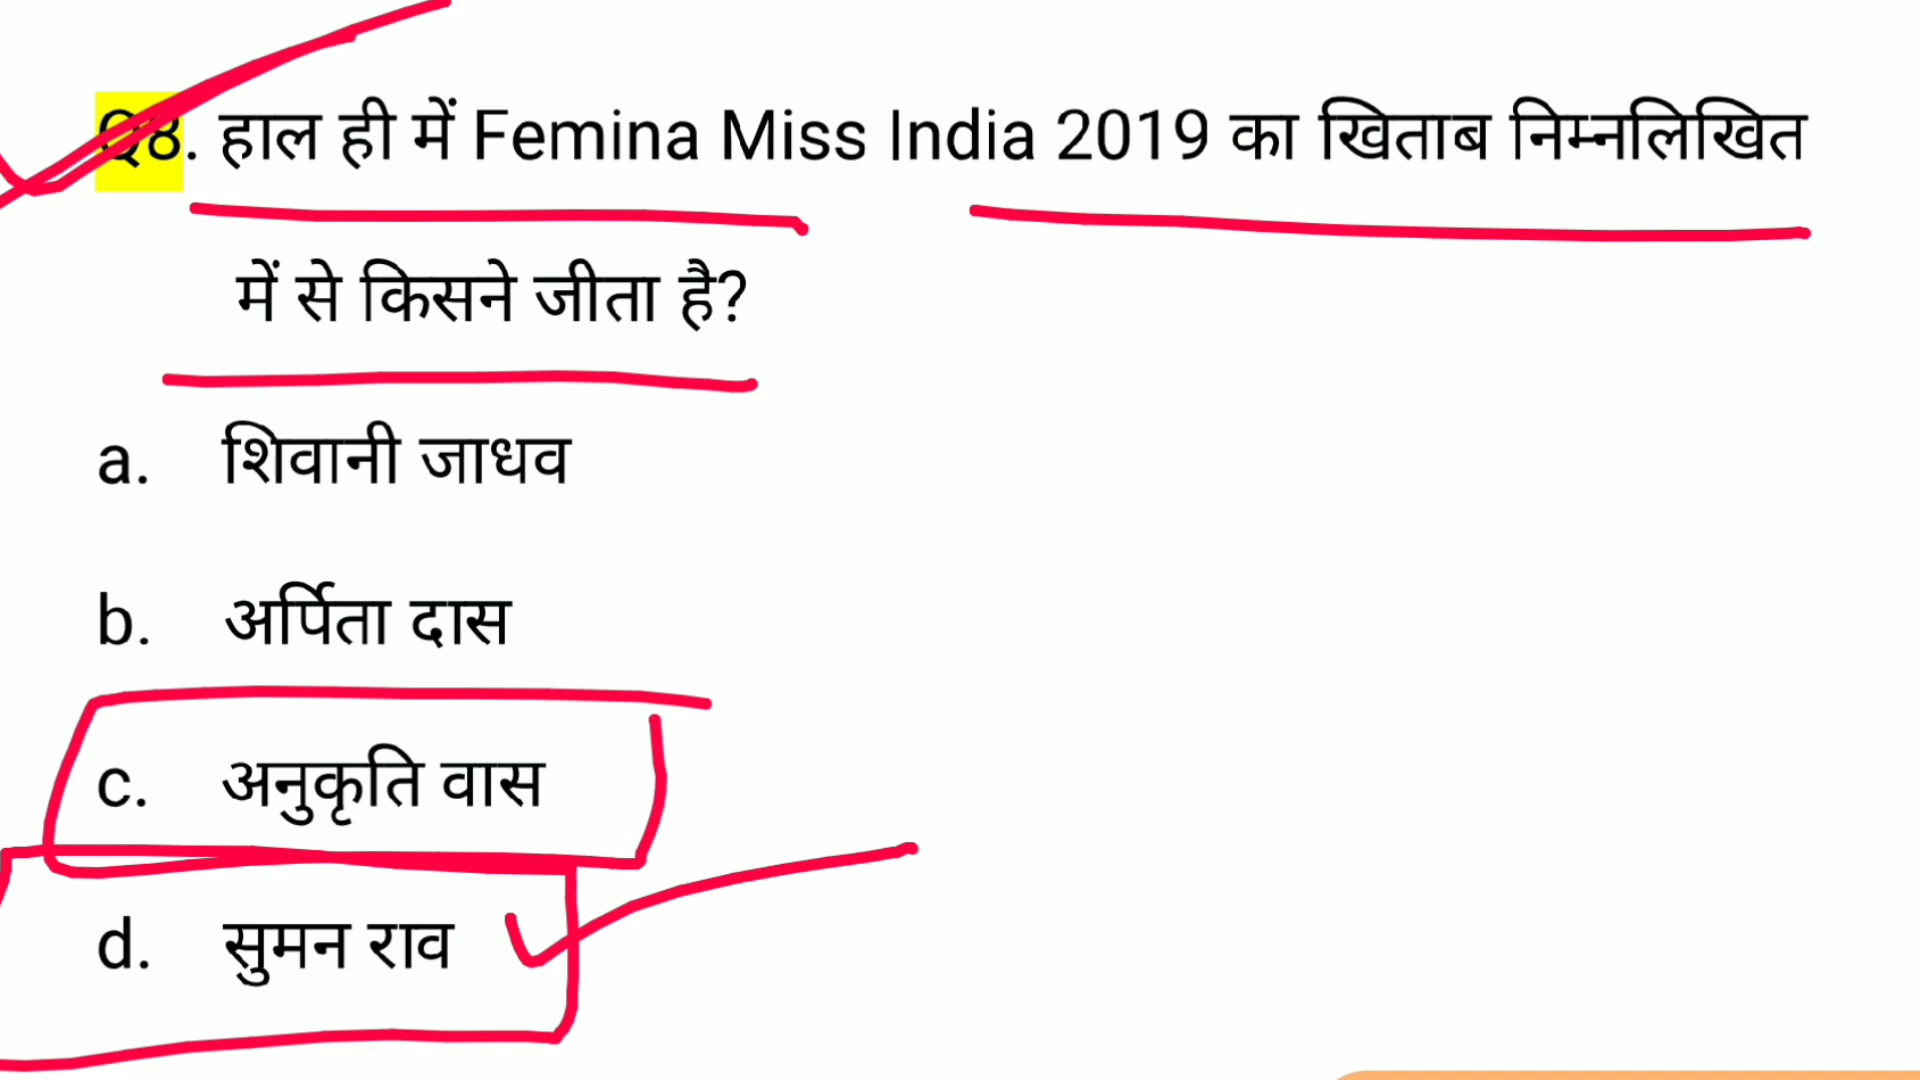 Q8. हाल ही में Femina Miss India 2019 का खिताब निम्नलिखित
में से किसने जीता है?
a. शिवानी जाधव
b. अर्पिता दास
c. अनुकृति वास
d. सुमन राव